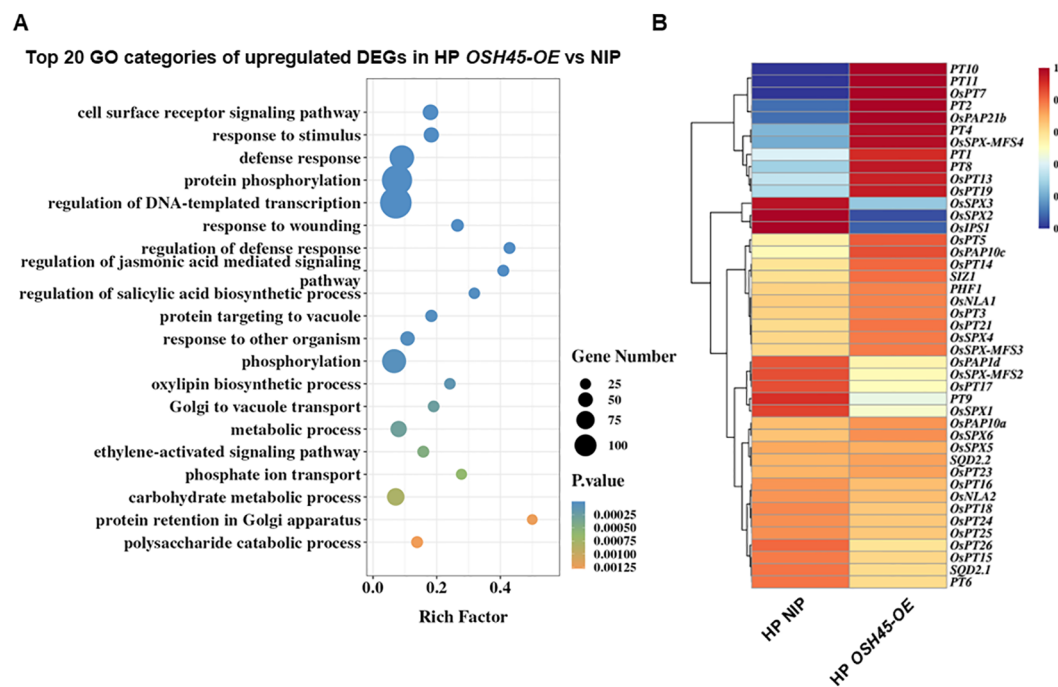 A
Top 20 GO categories of upregulated DEGs in HP OSH45-OE vs NIP
cell surface receptor signaling pathway
response to stimulus
defense response
protein phosphorylation
regulation of DNA-templated transcription
response to wounding
regulation of defense response
regulation of jasmonic acid mediated signaling
pathway
regulation of salicylic acid biosynthetic process
protein targeting to vacuole
response to other organism
phosphorylation
oxylipin biosynthetic process
Golgi to vacuole transport
metabolic process
ethylene-activated signaling pathway
phosphate ion transport
carbohydrate metabolic process
protein retention in Golgi apparatus
polysaccharide catabolic process
0.0 0.2 0.4
Rich Factor
Gene Number
25
50
75
100
P.value
0.00025
0.00050
0.00075
0.00100
0.00125
B
PT10
PT11
OsPT7
PT2
OsPAP21b
PT4
OsSPX-MFS4
PT1
PT8
OsPT13
OsPT19
OsSPX3
OsSPX2
OsIPS1
OsPT5
OsPAP10c
OsPT14
SIZ1
PHF1
OsNLA1
OsPT3
OsPT21
OsSPX4
OsSPX-MFS3
OsPAP1d
OsSPX-MFS2
OsPT17
PT9
OsSPX1
OsPAP10a
OsSPX6
OsSPX5
SQD2.2
OsPT23
OsPT16
OsNLA2
OsPT18
OsPT24
OsPT25
OsPT26
OsPT15
SQD2.1
PT6
HP NIP
HP OSH45-OE
1